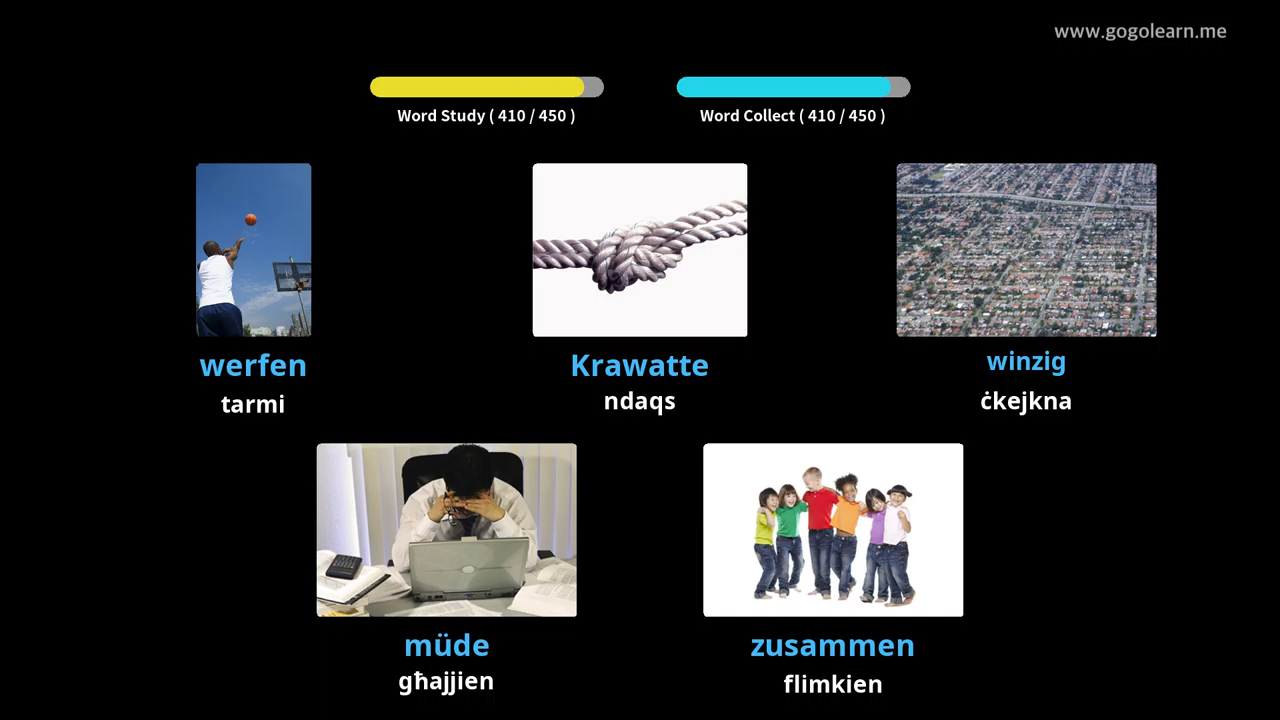 www.gogolearn.me
Word Study ( 410 / 450 )
Word Collect ( 410 / 450 )
werfen
tarmi
Krawatte
ndaqs
winzig
ċkejkna
müde
għajjien
zusammen
flimkien